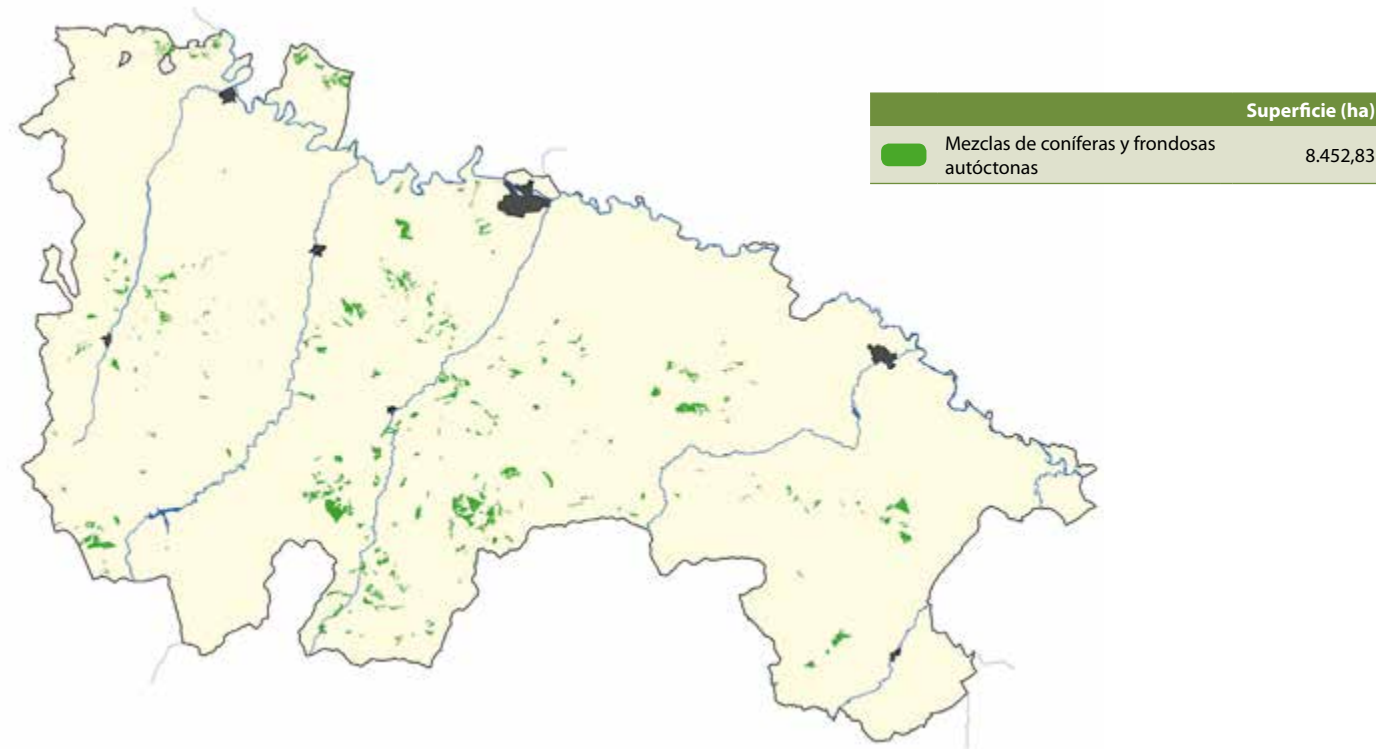 Superficie (ha)
Mezclas de coníferas y frondosas
autóctonas
8.452,83